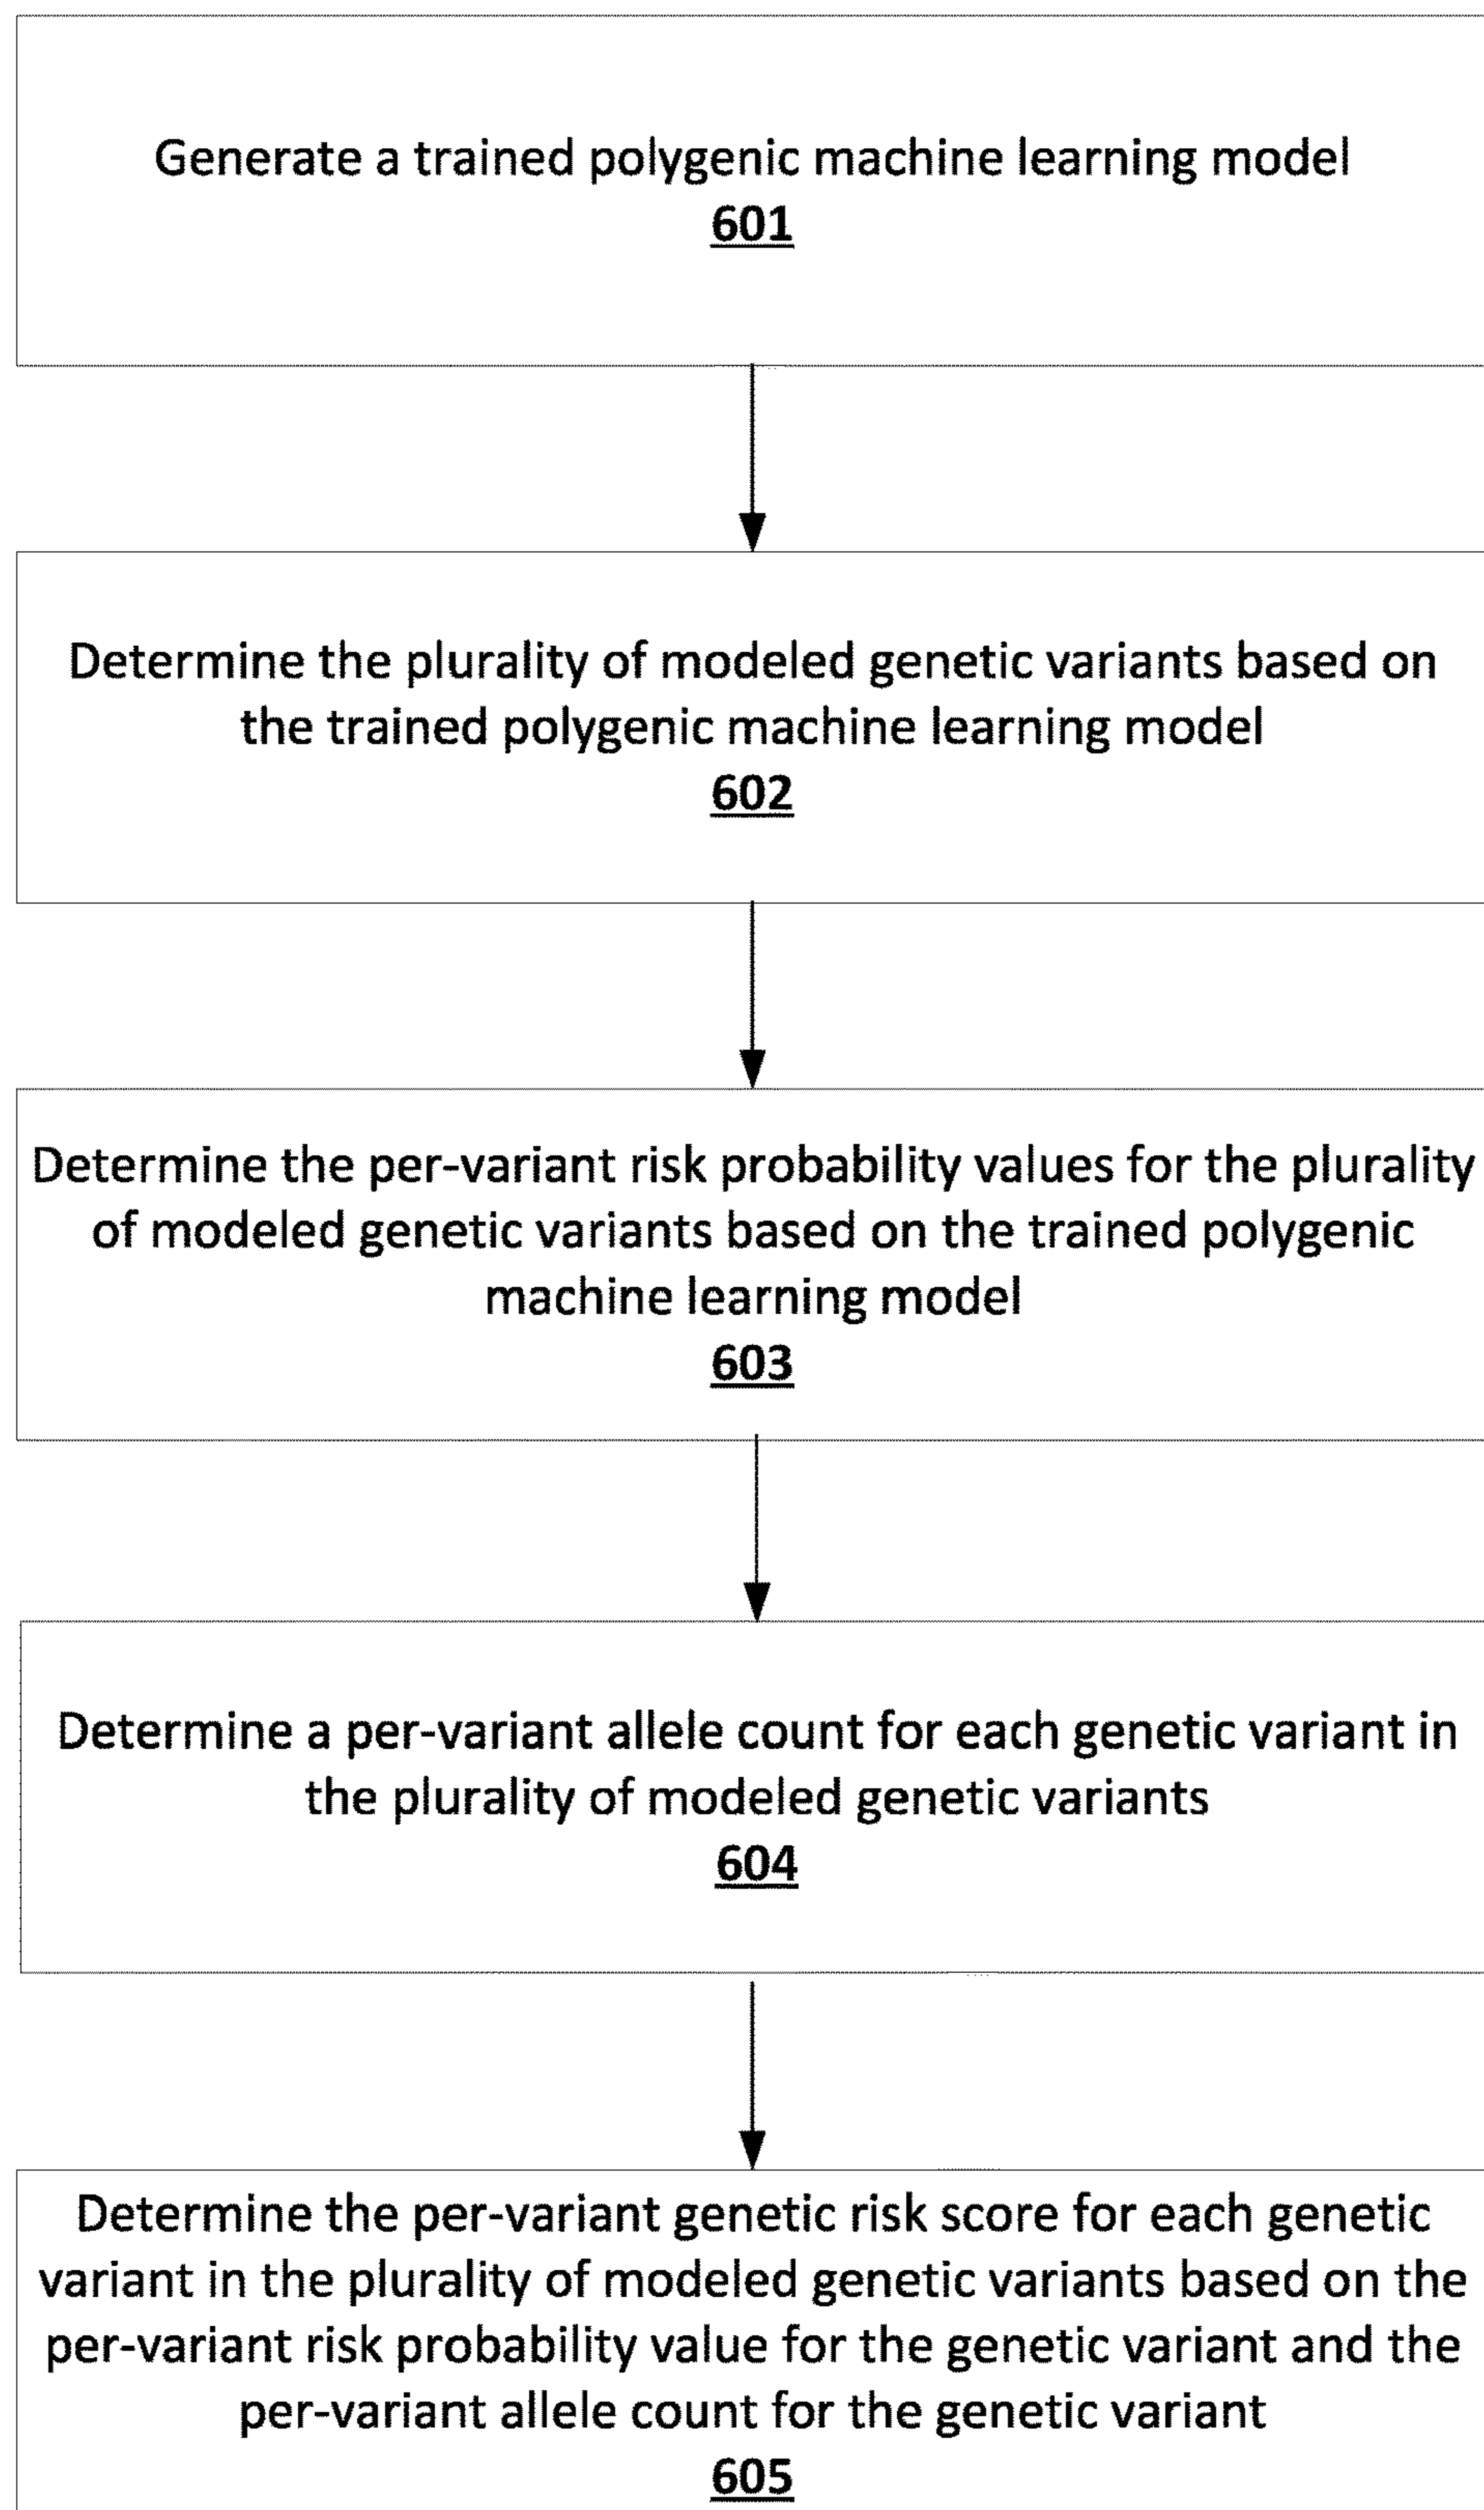 Generate a trained polygenic machine learning model
601
Determine the plurality of modeled genetic variants based on
the trained polygenic machine learning model
602
Determine the per-variant risk probability values for the plurality
of modeled genetic variants based on the trained polygenic
machine learning model
603
Determine a per-variant allele count for each genetic variant in
the plurality of modeled genetic variants
604
Determine the per-variant genetic risk score for each genetic
variant in the plurality of modeled genetic variants based on the
per-variant risk probability value for the genetic variant and the
per-variant allele count for the genetic variant
605